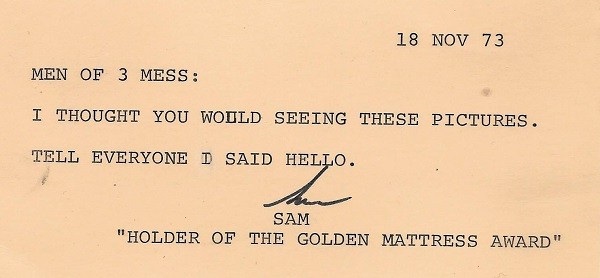 18 NOV 73
MEN OF 3 MESS:
I THOUGHT YOU WOULD SEEING THESE PICTURES.
TELL EVERYONE I SAID HELLO.
Sam
SAM
"HOLDER OF THE GOLDEN MATTRESS AWARD"